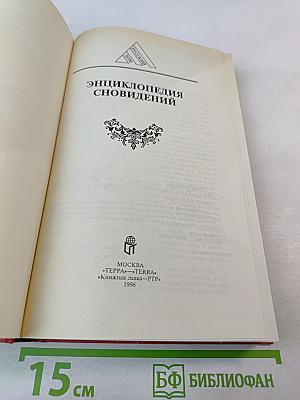 ЭНЦИКЛОПЕДИЯ
СНОВИДЕНИЙ
МОСКВА
«ТЕРРА»—«TERRA»
«Книжная лавка—РТР»
1996
15 см
БФ БИБЛИОФАН